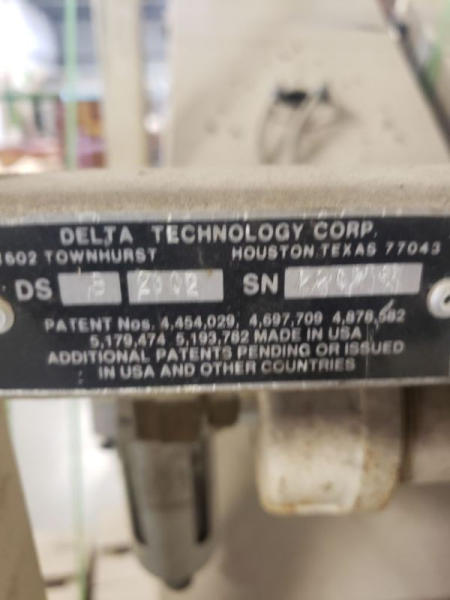 DELTA TECHNOLOGY CORP.
1602 TOWNHURST HOUSTON, TEXAS 77043
DS SN
PATENT Nos. 4,454,029, 4,697,709 4,878,582
5,179,474 5,193,782 MADE IN USA
ADDITIONAL PATENTS PENDING OR ISSUED
IN USA AND OTHER COUNTRIES